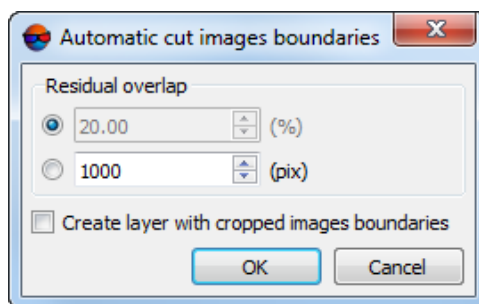 Automatic cut images boundaries
Residual overlap
20.00 (%)
1000 (pix)
Create layer with cropped images boundaries
OK Cancel